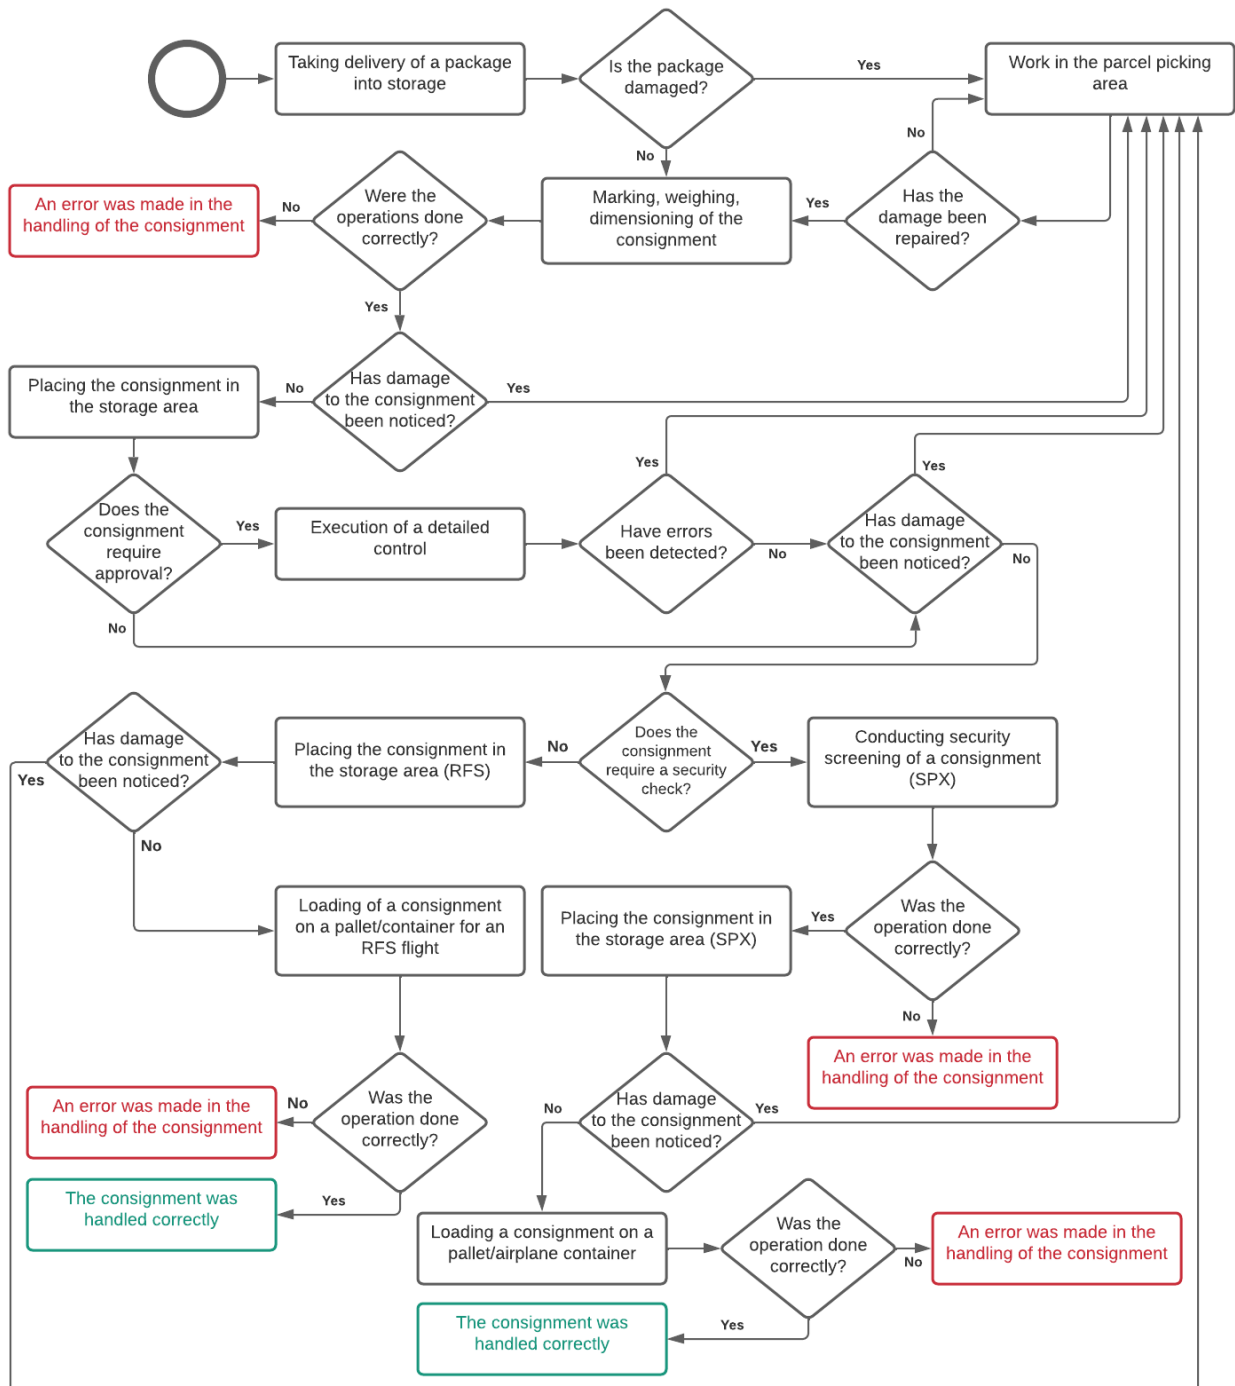 Taking delivery of a package
into storage
Is the package
damaged?
Yes
Work in the parcel picking
area
No
No
An error was made in the
handling of the consignment
No
Were the
operations done
correctly?
Marking, weighing,
dimensioning of the
consignment
Yes
Has the
damage been
repaired?
Yes
Placing the consignment in
the storage area
No
Has damage
to the consignment
been noticed?
Yes
Yes
Yes
Does the
consignment
require
approval?
Yes
Execution of a detailed
control
Have errors
been detected?
No
Has damage
to the consignment
been noticed?
No
No
Has damage
to the consignment
been noticed?
Yes
Placing the consignment in
the storage area (RFS)
No
Does the
consignment
require a security
check?
Yes
Conducting security
screening of a consignment
(SPX)
No
Loading of a consignment
on a pallet/container for an
RFS flight
Placing the consignment in
the storage area (SPX)
Yes
Was the
operation done
correctly?
No
An error was made in the
handling of the consignment
An error was made in the
handling of the consignment
No
Was the
operation done
correctly?
No
Has damage
to the consignment
been noticed?
Yes
The consignment was
handled correctly
Yes
Loading a consignment on a
pallet/airplane container
Was the
operation done
correctly?
No
An error was made in the
handling of the consignment
The consignment was
handled correctly
Yes